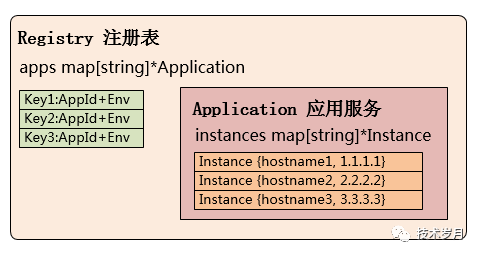 Registry 注册表
apps map[string]*Application
Key1:AppId+Env
Key2:AppId+Env
Key3:AppId+Env
Application 应用服务
instances map[string]*Instance
Instance {hostname1, 1.1.1.1}
Instance {hostname2, 2.2.2.2}
Instance {hostname3, 3.3.3.3}
技术岁月